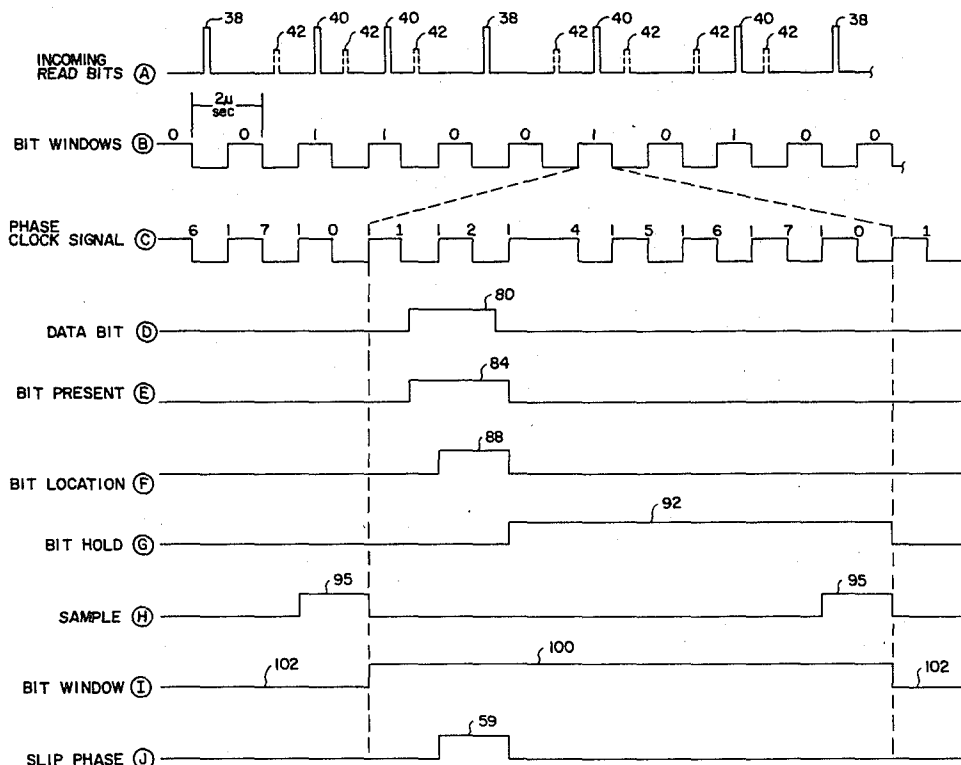 38 42 40 42 40 42 38 42 40 42 42 40 42 38
INCOMING
READ BITS A
2μ
sec
BIT WINDOWS B 0 0 1 1 0 0 1 0 1 0 0
PHASE
CLOCK SIGNAL C 6 7 0 1 2 4 5 6 7 0 1
80
DATA BIT D
84
BIT PRESENT E
88
BIT LOCATION F
92
BIT HOLD G
95 95
SAMPLE H
102 100 102
BIT WINDOW I
59
SLIP PHASE J